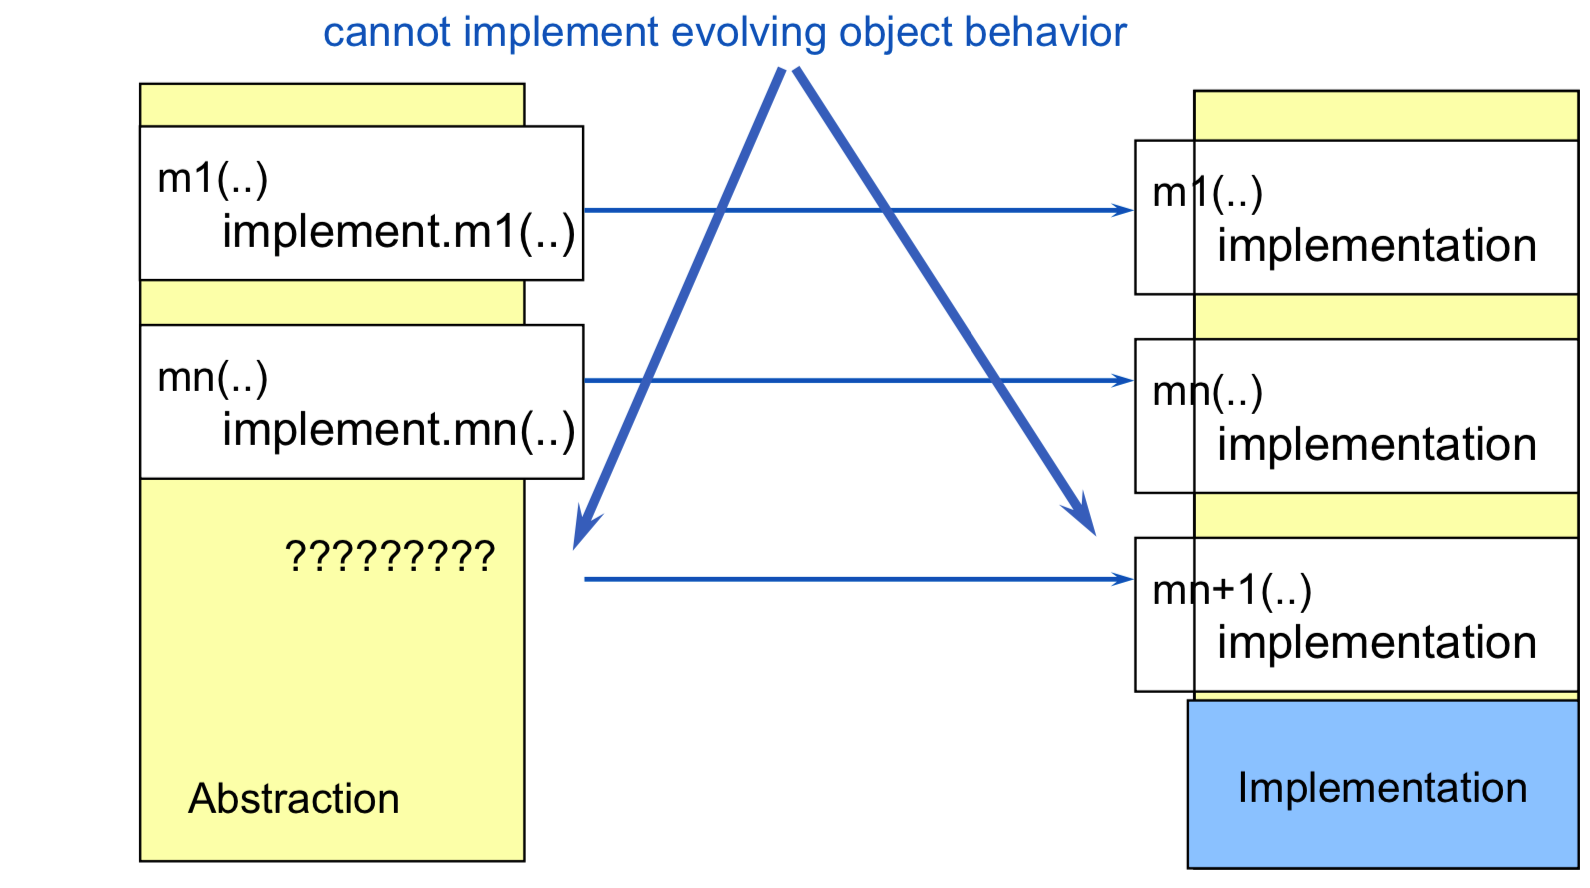 cannot implement evolving object behavior
m1(..)
implement.m1(..)
mn(..)
implement.mn(..)
?????????
Abstraction
m1(..)
implementation
mn(..)
implementation
mn+1(..)
implementation
Implementation